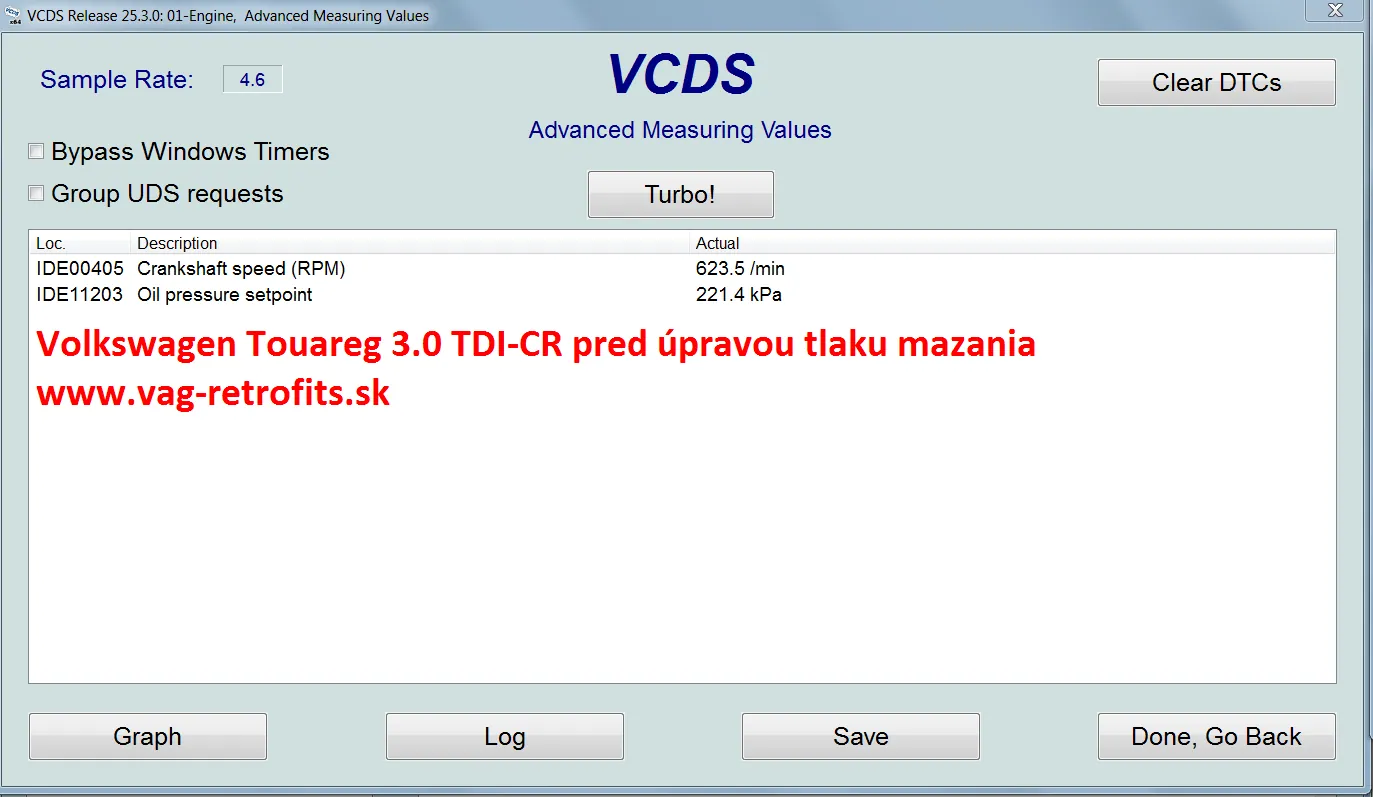 VCDS Release 25.3.0: 01-Engine, Advanced Measuring Values
Sample Rate: 4.6
VCDS
Clear DTCs
Advanced Measuring Values
Bypass Windows Timers
Group UDS requests
Turbo!
Loc. Description Actual
IDE00405 Crankshaft speed (RPM) 623.5 /min
IDE11203 Oil pressure setpoint 221.4 kPa
Volkswagen Touareg 3.0 TDI-CR pred úpravou tlaku mazania
www.vag-retrofits.sk
Graph Log Save Done, Go Back